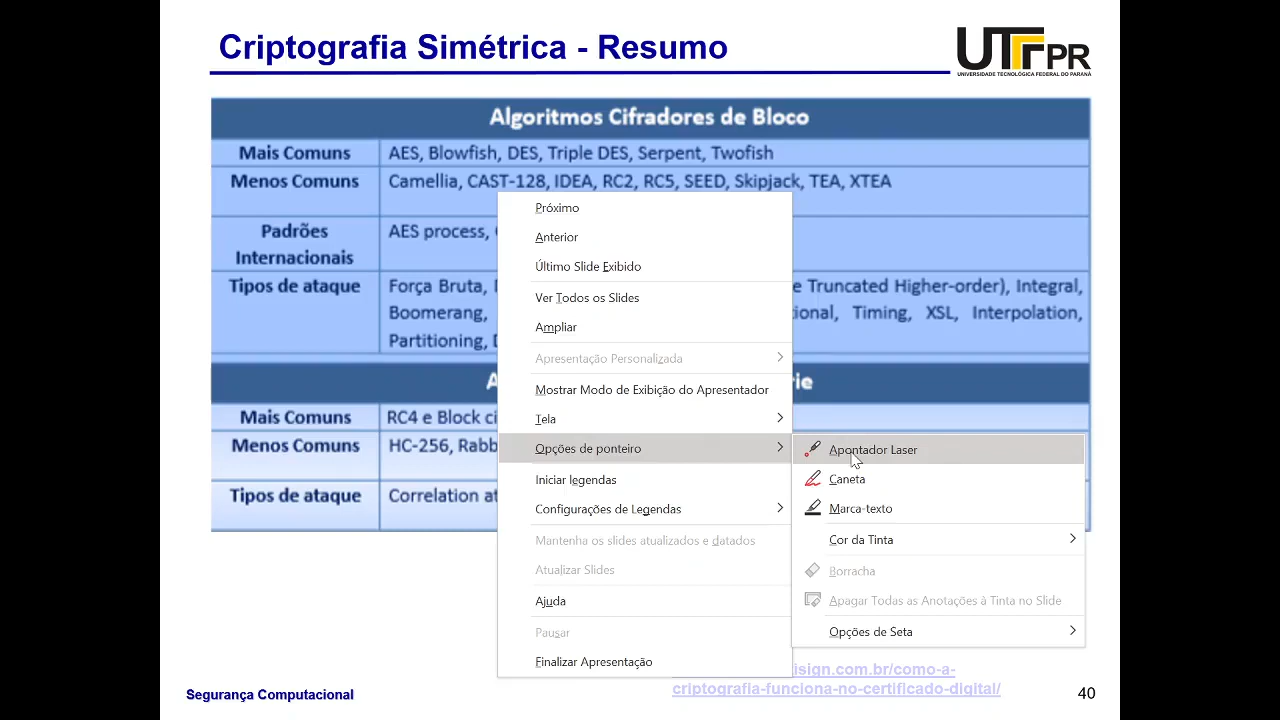 Criptografia Simétrica - Resumo
UTFPR
UNIVERSIDADE TECNOLÓGICA FEDERAL DO PARANÁ
Algoritmos Cifradores de Bloco
Mais Comuns AES, Blowfish, DES, Triple DES, Serpent, Twofish
Menos Comuns Camellia, CAST-128, IDEA, RC2, RC5, SEED, Skipjack, TEA, XTEA
Padrões
Internacionais
AES process,
Tipos de ataque
Força Bruta, e Truncated Higher-order), Integral,
Boomerang, Timing, XSL, Interpolation,
Partitioning,
Mais Comuns RC4 e Block
Menos Comuns HC-256,
Tipos de ataque Correlation
Próximo
Anterior
Último Slide Exibido
Ver Todos os Slides
Ampliar
Apresentação Personalizada
Mostrar Modo de Exibição do Apresentador
Tela
Opções de ponteiro
Iniciar legendas
Configurações de Legendas
Mantenha os slides atualizados e datados
Atualizar Slides
Ajuda
Pausar
Finalizar Apresentação
Apontador Laser
Caneta
Marca-texto
Cor da Tinta
Borracha
Apagar Todas as Anotações à Tinta no Slide
Opções de Seta
isign.com.br/como-a-
criptografia-funciona-no-certificado-digital/
Segurança Computacional
40